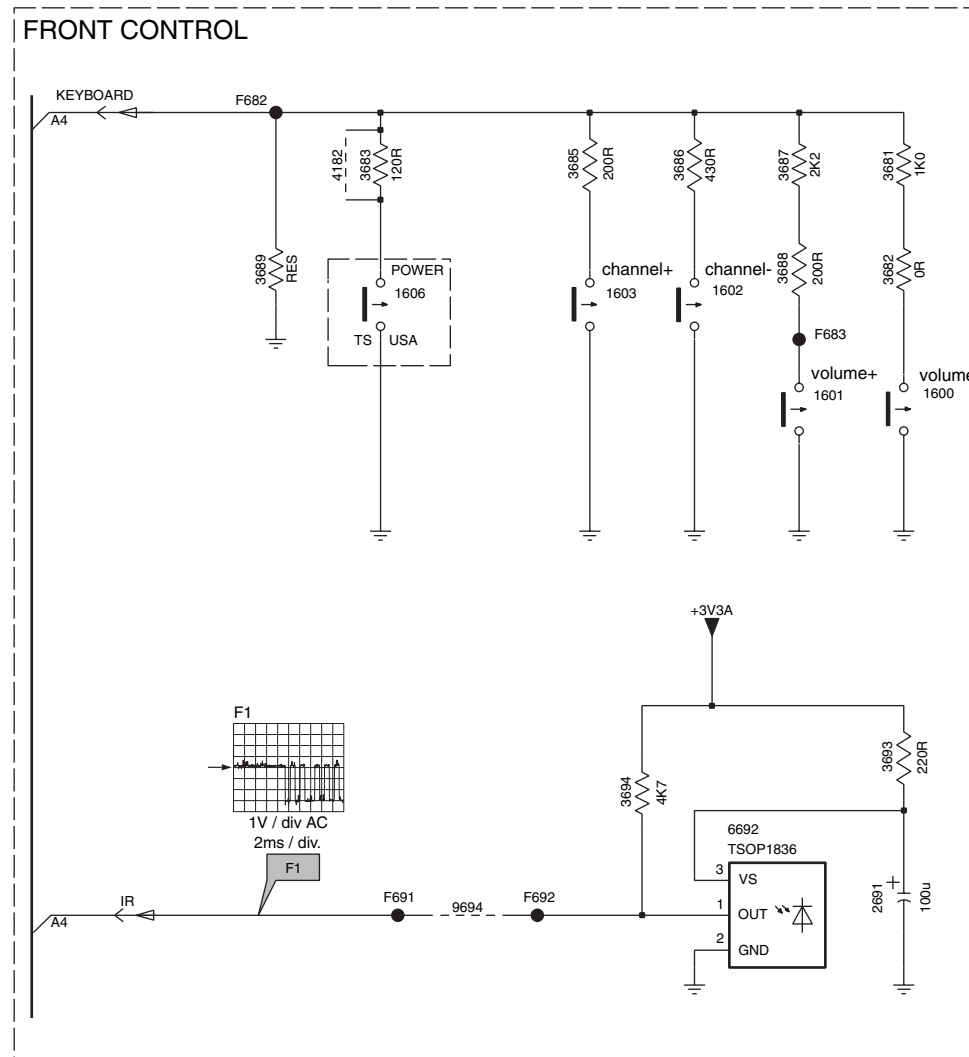 FRONT CONTROL
KEYBOARD
A4
F682
4182
3683
120R
3685
200R
3686
430R
3687
2K2
3681
1K0
3689
RES
3688
200R
3682
0R
POWER
1606
TS USA
channel+
1603
channel-
1602
F683
volume+
1601
volume
1600
+3V3A
F1
1V / div AC
2ms / div.
F1
3694
4K7
3693
220R
6692
TSOP1836
3
VS
1
OUT
2
GND
2691
+
100u
IR
A4
F691
9694
F692